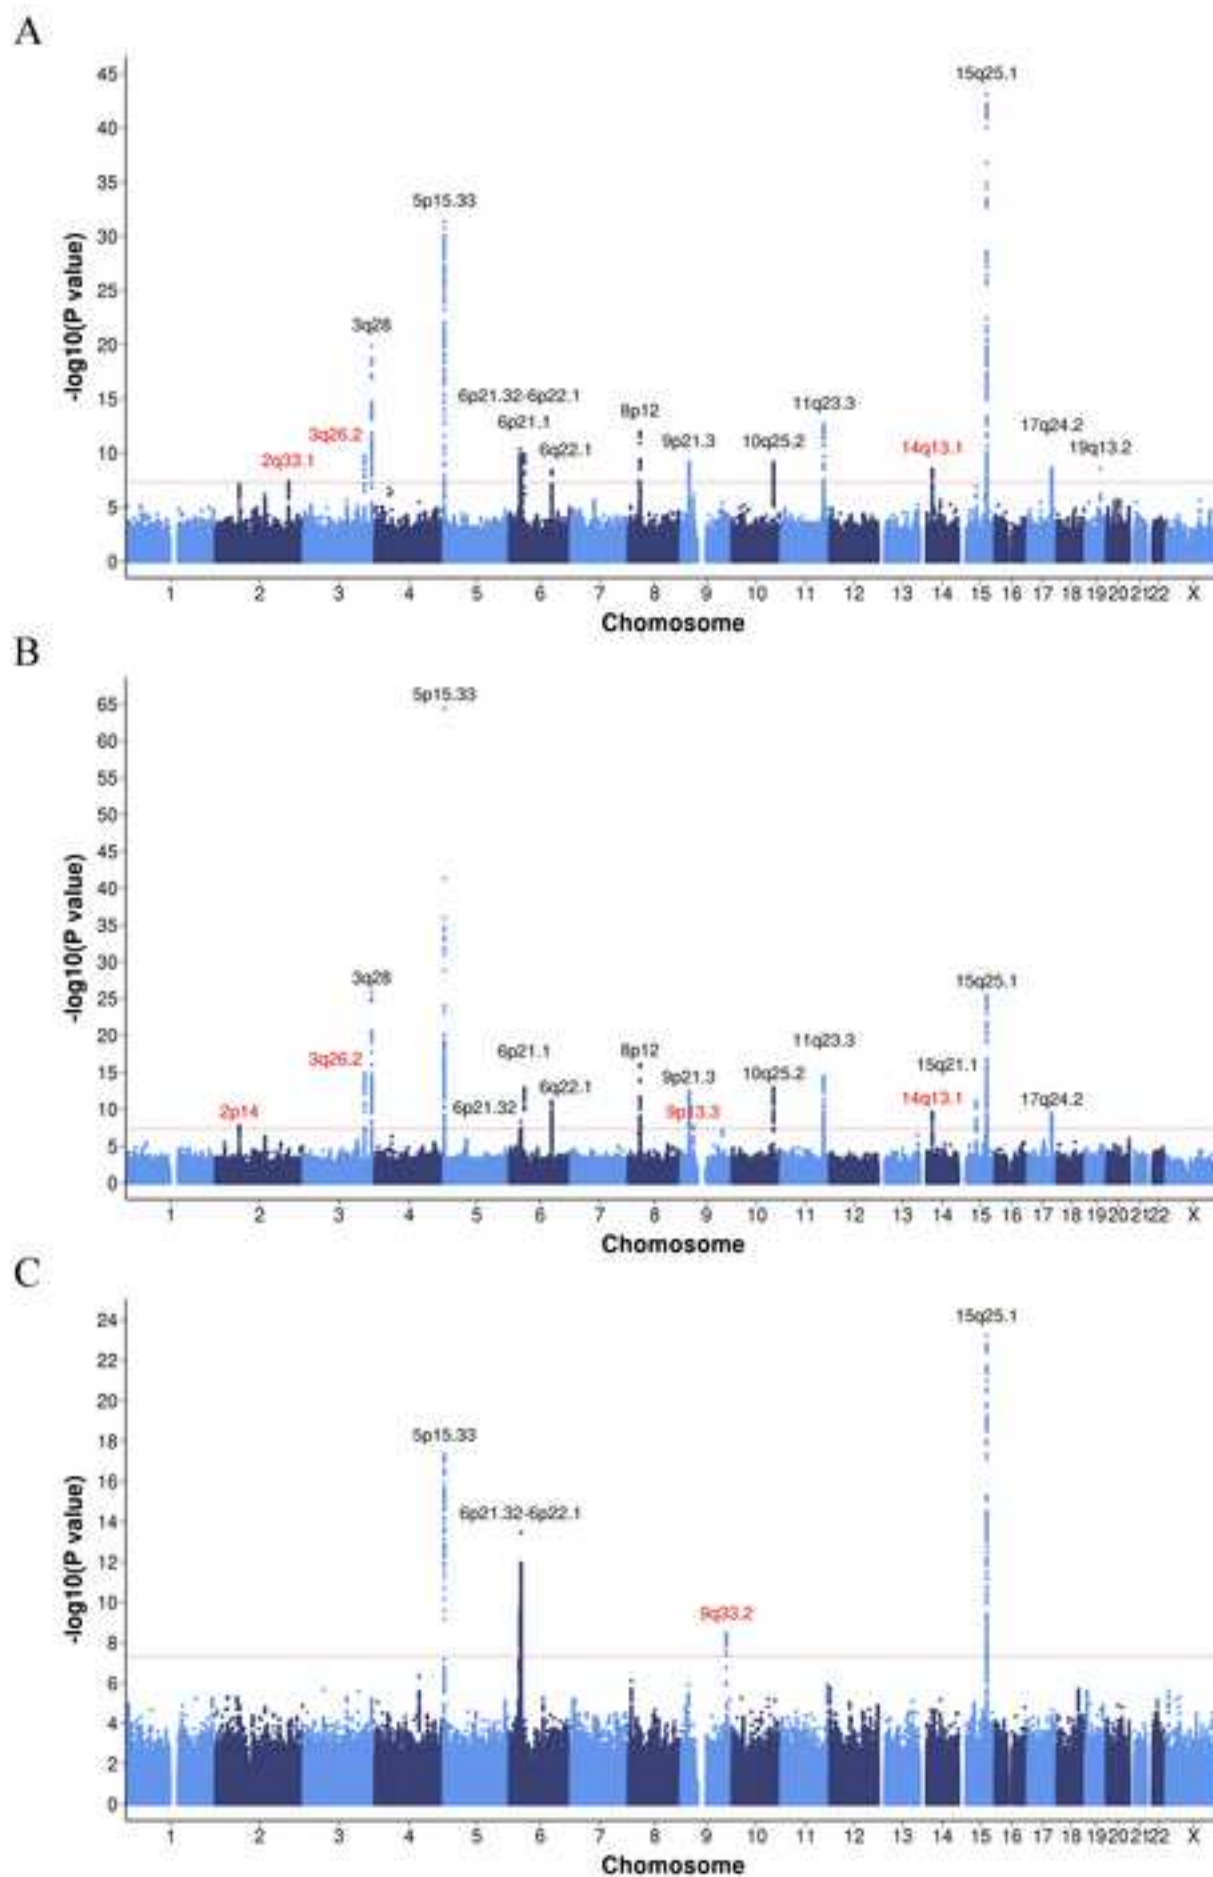 A
-log10(P value)
45
40
35
30
25
20
15
10
5
0
15q25.1
5p15.33
3q28
6p21.32-6p22.1
3q26.2
6p21.1
8p12
11q23.3
2q33.1
6q22.1
9p21.3
10q25.2
14q13.1
17q24.2
19q13.2
1 2 3 4 5 6 7 8 9 10 11 12 13 14 15 16 17 18 19 20 21 22 X
Chomosome
B
-log10(P value)
65
60
55
50
45
40
35
30
25
20
15
10
5
0
5p15.33
3q28
15q25.1
3q26.2
6p21.1
8p12
11q23.3
2p14
6p21.32
6q22.1
9p21.3
9p13.3
10q25.2
15q21.1
14q13.1
17q24.2
1 2 3 4 5 6 7 8 9 10 11 12 13 14 15 16 17 18 19 20 21 22 X
Chomosome
C
-log10(P value)
24
22
20
18
16
14
12
10
8
6
4
2
0
15q25.1
5p15.33
6p21.32-6p22.1
9q33.2
1 2 3 4 5 6 7 8 9 10 11 12 13 14 15 16 17 18 19 20 21 22 X
Chomosome